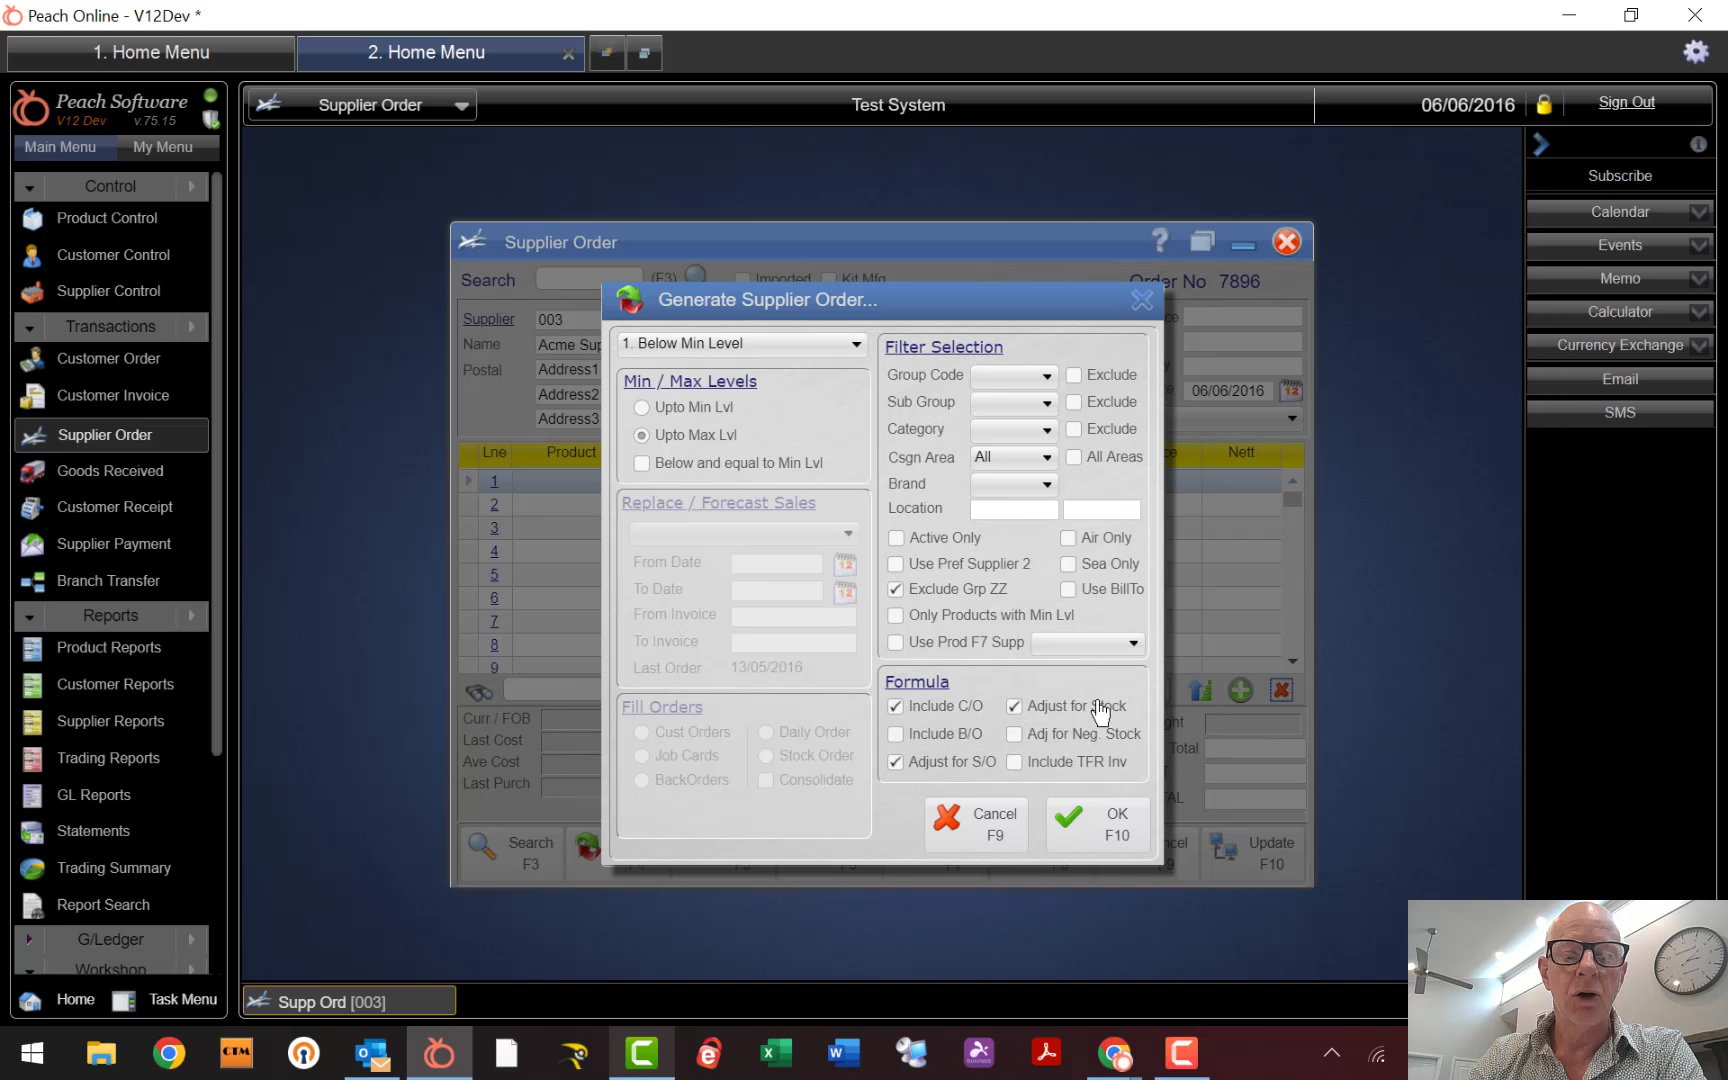 Peach Online - V12Dev *
1. Home Menu
2. Home Menu
Peach Software
V12 Dev v.75.15
Main Menu
My Menu
Supplier Order
Test System
06/06/2016
Sign Out
Control
Product Control
Customer Control
Supplier Control
Transactions
Customer Order
Customer Invoice
Supplier Order
Goods Received
Customer Receipt
Supplier Payment
Branch Transfer
Reports
Product Reports
Customer Reports
Supplier Reports
Trading Reports
GL Reports
Statements
Trading Summary
Report Search
G/Ledger
Workshop
Home
Task Menu
Subscribe
Calendar
Events
Memo
Calculator
Currency Exchange
Email
SMS
Supplier Order
Search
(F3)
Imported
Kit Mfg
Order No 7896
Supplier 003
Name Acme Sup
Postal Address1
Address2
Address3
06/06/2016
12
Lne Product
Nett
1
2
3
4
5
6
7
8
9
Curr / FOB
Last Cost
Ave Cost
Last Purch
Total
Search
F3
Update
F10
Generate Supplier Order...
1. Below Min Level
Min / Max Levels
Upto Min Lvl
Upto Max Lvl
Below and equal to Min Lvl
Replace / Forecast Sales
From Date
12
To Date
12
From Invoice
To Invoice
Last Order 13/05/2016
Fill Orders
Cust Orders
Daily Order
Job Cards
Stock Order
BackOrders
Consolidate
Filter Selection
Group Code
Exclude
Sub Group
Exclude
Category
Exclude
Csgn Area All
All Areas
Brand
Location
Active Only
Air Only
Use Pref Supplier 2
Sea Only
Exclude Grp ZZ
Use BillTo
Only Products with Min Lvl
Use Prod F7 Supp
Formula
Include C/O
Adjust for Stock
Include B/O
Adj for Neg. Stock
Adjust for S/O
Include TFR Inv
Cancel
F9
OK
F10
Supp Ord [003]
CTM